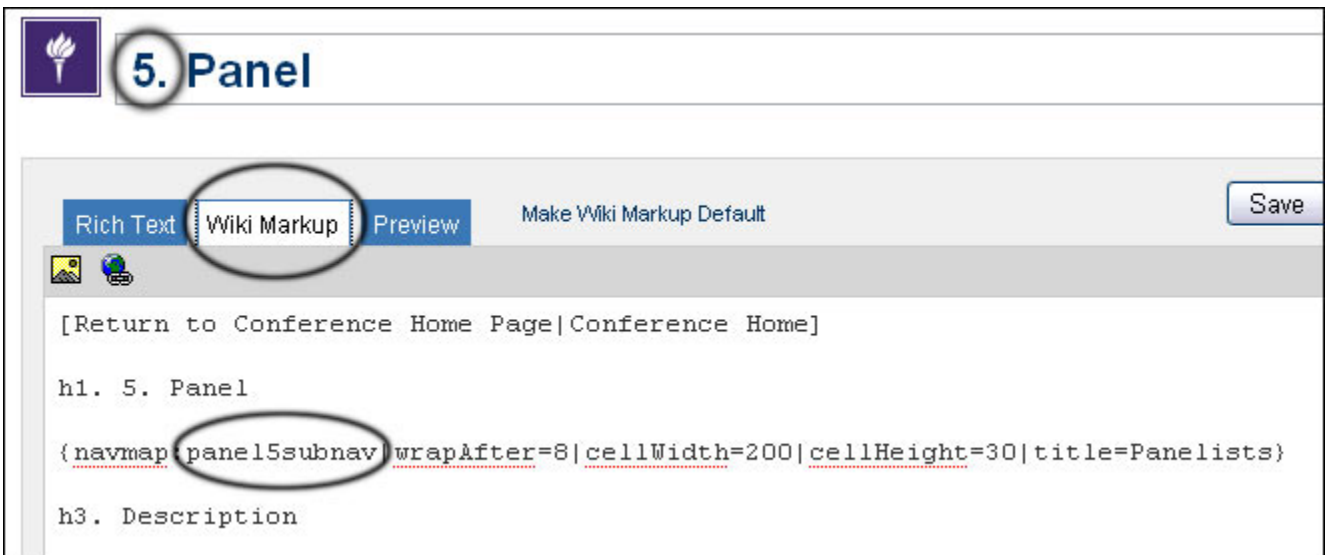 5. Panel
Rich Text Wiki Markup Preview Make Wiki Markup Default Save
[Return to Conference Home Page|Conference Home]
h1. 5. Panel
{navmap:panel5subnav|wrapAfter=8|cellWidth=200|cellHeight=30|title=Panelists}
h3. Description